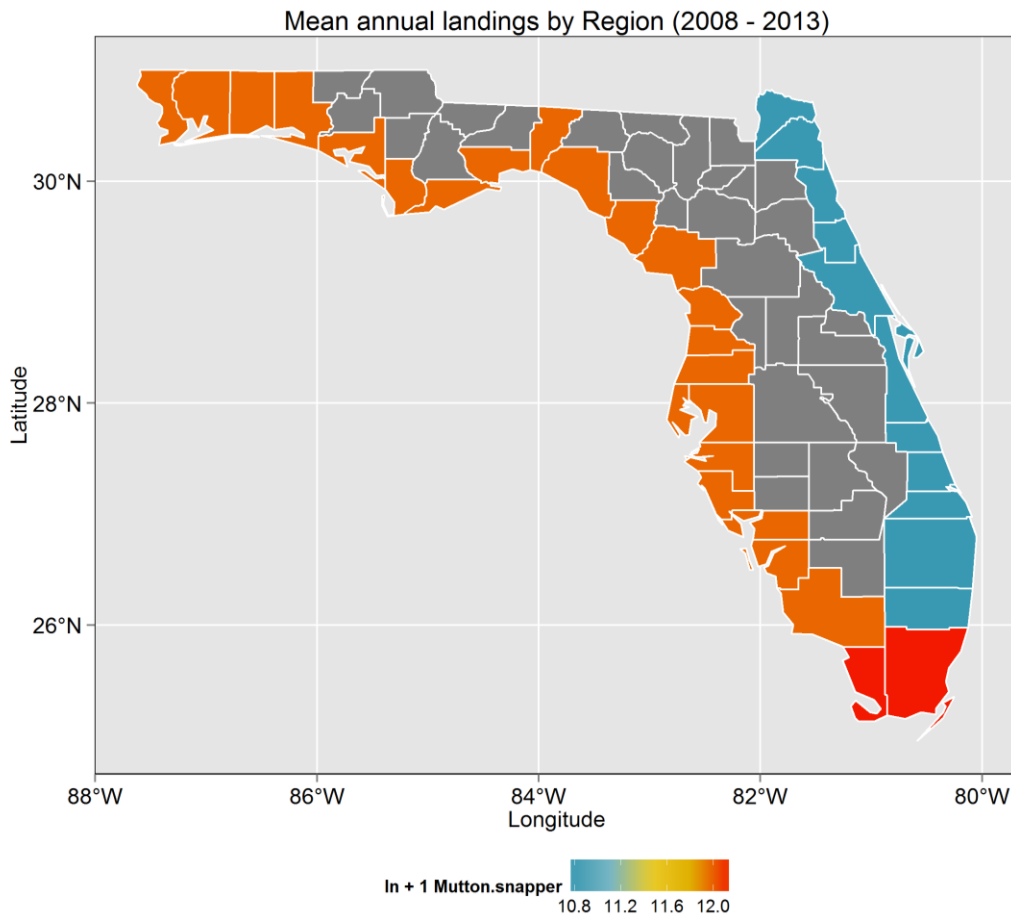 Mean annual landings by Region (2008 - 2013)
Latitude
30°N
28°N
26°N
88°W 86°W 84°W 82°W 80°W
Longitude
ln + 1 Mutton.snapper
10.8 11.2 11.6 12.0